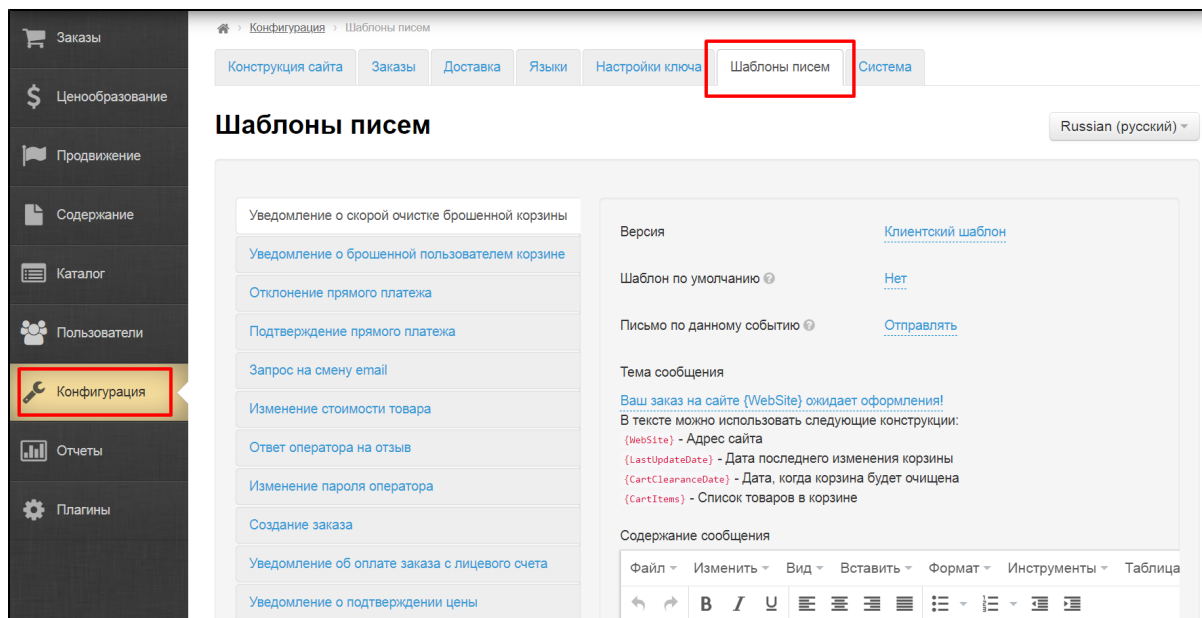 Заказы
Ценообразование
Продвижение
Содержание
Каталог
Пользователи
Конфигурация
Отчеты
Плагины
Конфигурация › Шаблоны писем
Конструкция сайта Заказы Доставка Языки Настройки ключа Шаблоны писем Система
Шаблоны писем
Russian (русский)
Уведомление о скорой очистке брошенной корзины
Уведомление о брошенной пользователем корзине
Отклонение прямого платежа
Подтверждение прямого платежа
Запрос на смену email
Изменение стоимости товара
Ответ оператора на отзыв
Изменение пароля оператора
Создание заказа
Уведомление об оплате заказа с лицевого счета
Уведомление о подтверждении цены
Версия Клиентский шаблон
Шаблон по умолчанию Нет
Письмо по данному событию Отправлять
Тема сообщения
Ваш заказ на сайте {WebSite} ожидает оформления!
В тексте можно использовать следующие конструкции:
{WebSite} - Адрес сайта
{LastUpdateDate} - Дата последнего изменения корзины
{CartClearanceDate} - Дата, когда корзина будет очищена
{CartItems} - Список товаров в корзине
Содержание сообщения
Файл Изменить Вид Вставить Формат Инструменты Таблица
B I U